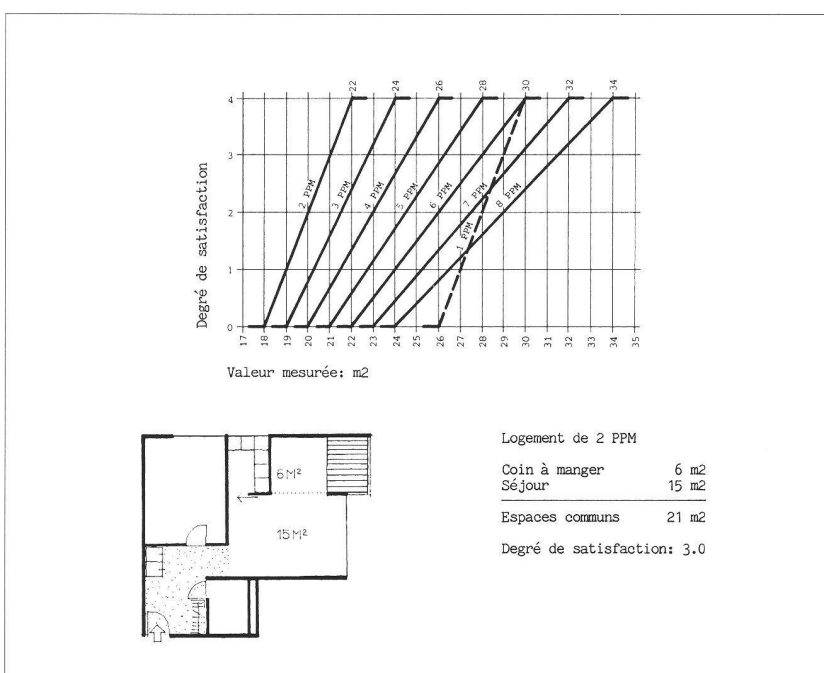 22 24 26 28 30 32 34
4
3
2
1
0
Degré de satisfaction
2 PPM
3 PPM
4 PPM
5 PPM
6 PPM
7 PPM
8 PPM
1 PPM
17 18 19 20 21 22 23 24 25 26 27 28 29 30 31 32 33 34 35
Valeur mesurée: m2
6 M²
15 M²
Logement de 2 PPM
Coin à manger 6 m2
Séjour 15 m2
Espaces communs 21 m2
Degré de satisfaction: 3.0